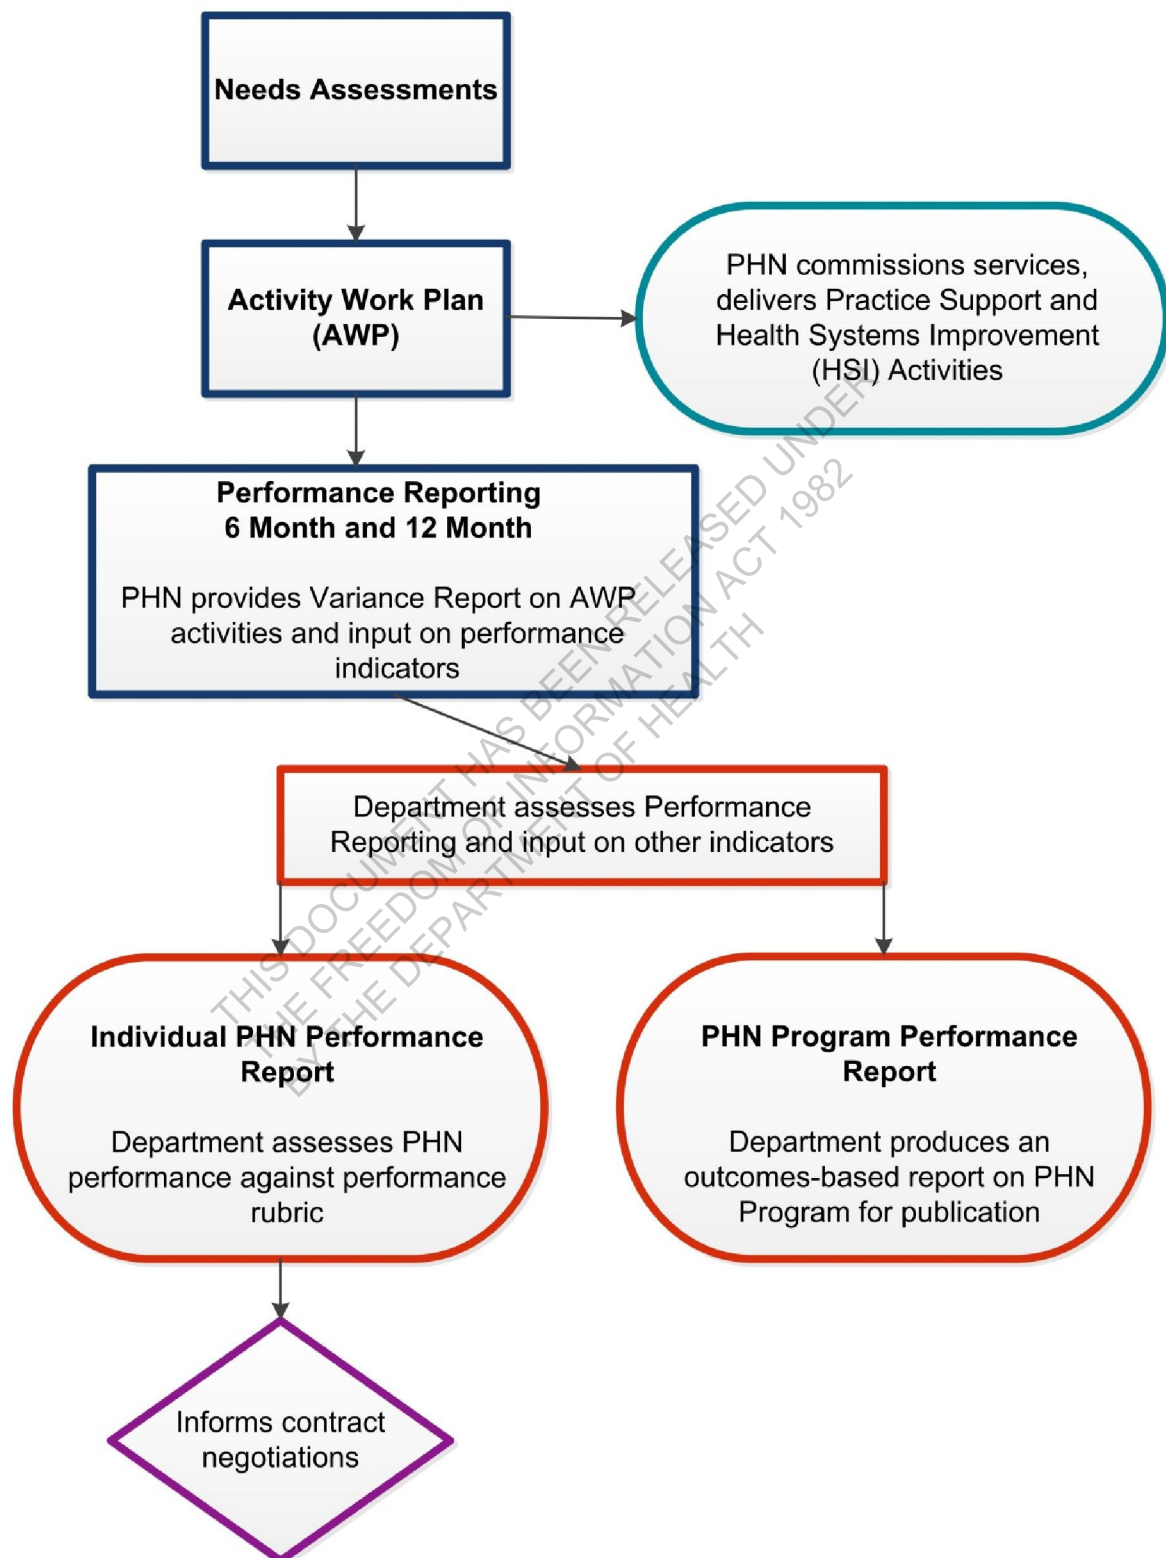 Needs Assessments
Activity Work Plan
(AWP)
PHN commissions services,
delivers Practice Support and
Health Systems Improvement
(HSI) Activities
Performance Reporting
6 Month and 12 Month
PHN provides Variance Report on AWP
activities and input on performance
indicators
Department assesses Performance
Reporting and input on other indicators
Individual PHN Performance
Report
Department assesses PHN
performance against performance
rubric
PHN Program Performance
Report
Department produces an
outcomes-based report on PHN
Program for publication
Informs contract
negotiations
THIS DOCUMENT HAS BEEN RELEASED UNDER
THE FREEDOM OF INFORMATION ACT 1982
BY THE DEPARTMENT OF HEALTH